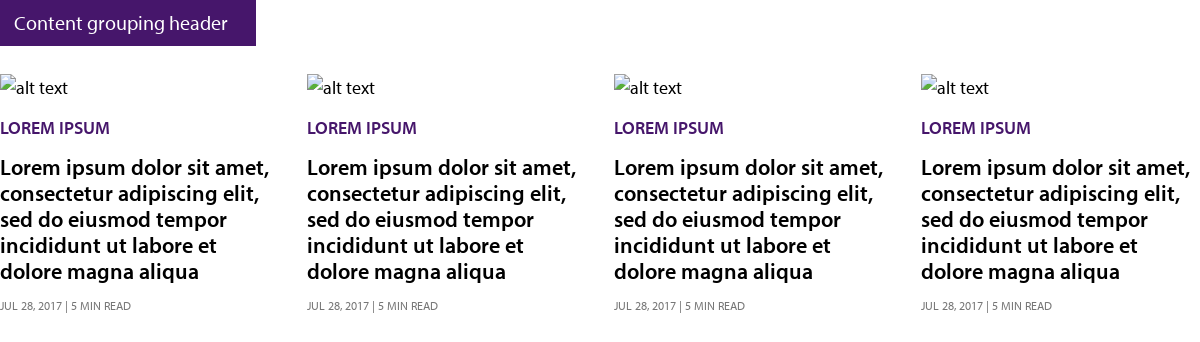 Content grouping header
alt text
LOREM IPSUM
Lorem ipsum dolor sit amet,
consectetur adipiscing elit,
sed do eiusmod tempor
incididunt ut labore et
dolore magna aliqua
JUL 28, 2017 | 5 MIN READ
alt text
LOREM IPSUM
Lorem ipsum dolor sit amet,
consectetur adipiscing elit,
sed do eiusmod tempor
incididunt ut labore et
dolore magna aliqua
JUL 28, 2017 | 5 MIN READ
alt text
LOREM IPSUM
Lorem ipsum dolor sit amet,
consectetur adipiscing elit,
sed do eiusmod tempor
incididunt ut labore et
dolore magna aliqua
JUL 28, 2017 | 5 MIN READ
alt text
LOREM IPSUM
Lorem ipsum dolor sit amet,
consectetur adipiscing elit,
sed do eiusmod tempor
incididunt ut labore et
dolore magna aliqua
JUL 28, 2017 | 5 MIN READ